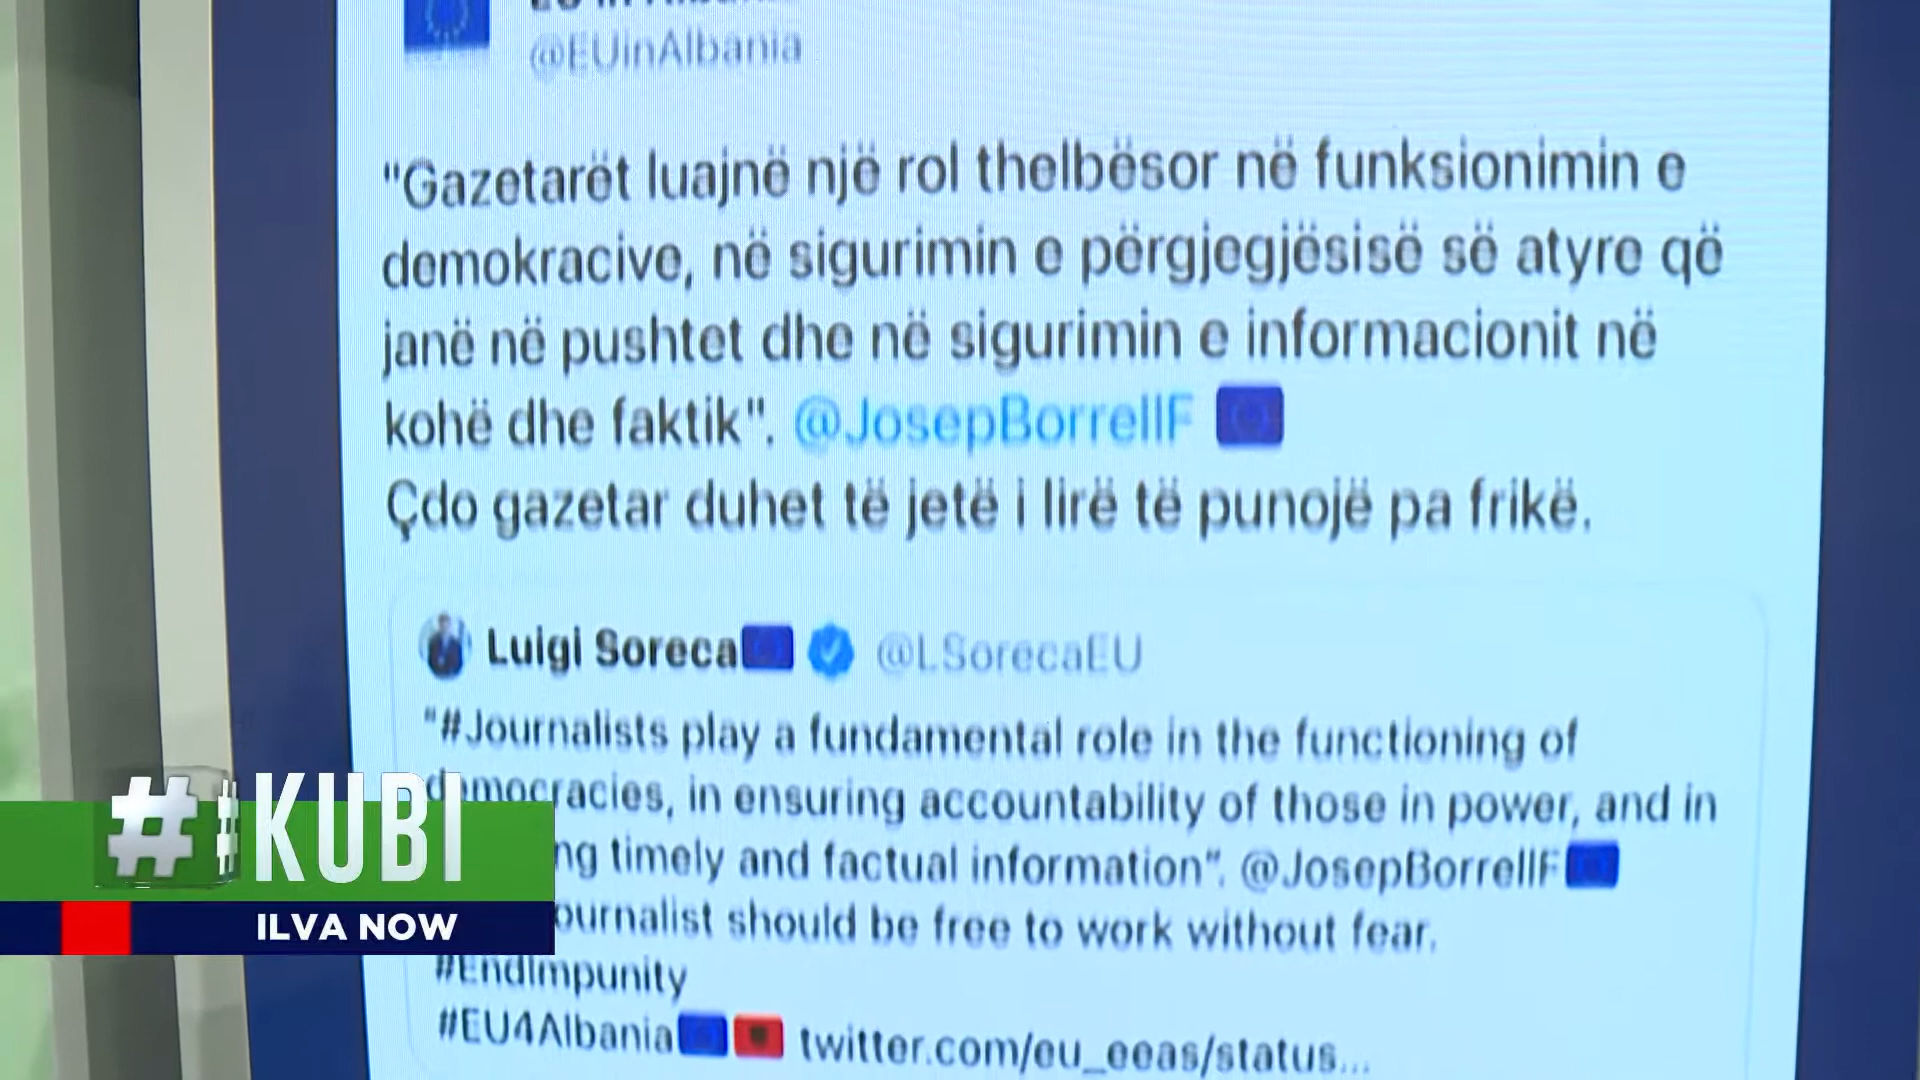 EU in Albania
@EUinAlbania
"Gazetarët luajnë një rol thelbësor në funksionimin e
demokracive, në sigurimin e përgjegjësisë së atyre që
janë në pushtet dhe në sigurimin e informacionit në
kohë dhe faktik". @JosepBorrellF
Çdo gazetar duhet të jetë i lirë të punojë pa frikë.
Luigi Soreca @LSorecaEU
"#Journalists play a fundamental role in the functioning of
democracies, in ensuring accountability of those in power, and in
ng timely and factual information". @JosepBorrellF
ournalist should be free to work without fear.
#EndImpunity
#EU4Albania twitter.com/eu_eeas/status...
# #KUBI
ILVA NOW